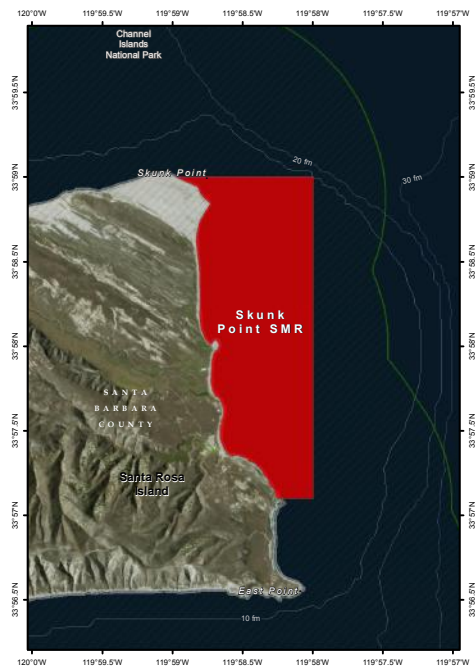 120°0'W 119°59.5'W 119°59'W 119°58.5'W 119°58'W 119°57.5'W 119°57'W
Channel
Islands
National Park
33°59.5'N 33°59.5'N
20 fm
30 fm
Skunk Point
33°59'N 33°59'N
33°58.5'N 33°58.5'N
Skunk
Point SMR
33°58'N 33°58'N
SANTA
BARBARA
COUNTY
33°57.5'N 33°57.5'N
Santa Rosa
Island
33°57'N 33°57'N
East Point
33°56.5'N 33°56.5'N
10 fm
120°0'W 119°59.5'W 119°59'W 119°58.5'W 119°58'W 119°57.5'W 119°57'W